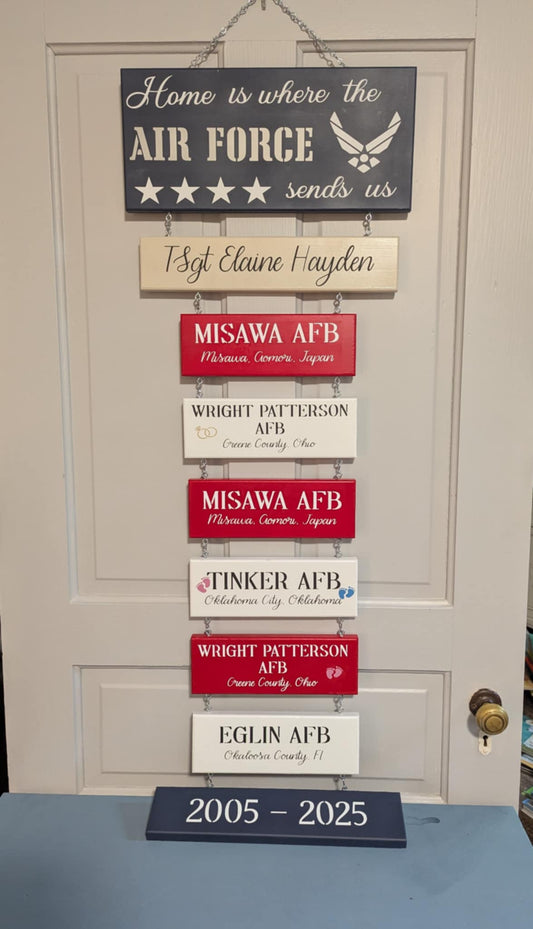 Home is where the
AIR FORCE
sends us
TSgt Elaine Hayden
MISAWA AFB
Misawa, Aomori, Japan
WRIGHT PATTERSON
AFB
Greene County, Ohio
MISAWA AFB
Misawa, Aomori, Japan
TINKER AFB
Oklahoma City, Oklahoma
WRIGHT PATTERSON
AFB
Greene County, Ohio
EGLIN AFB
Okaloosa County, Fl
2005 – 2025